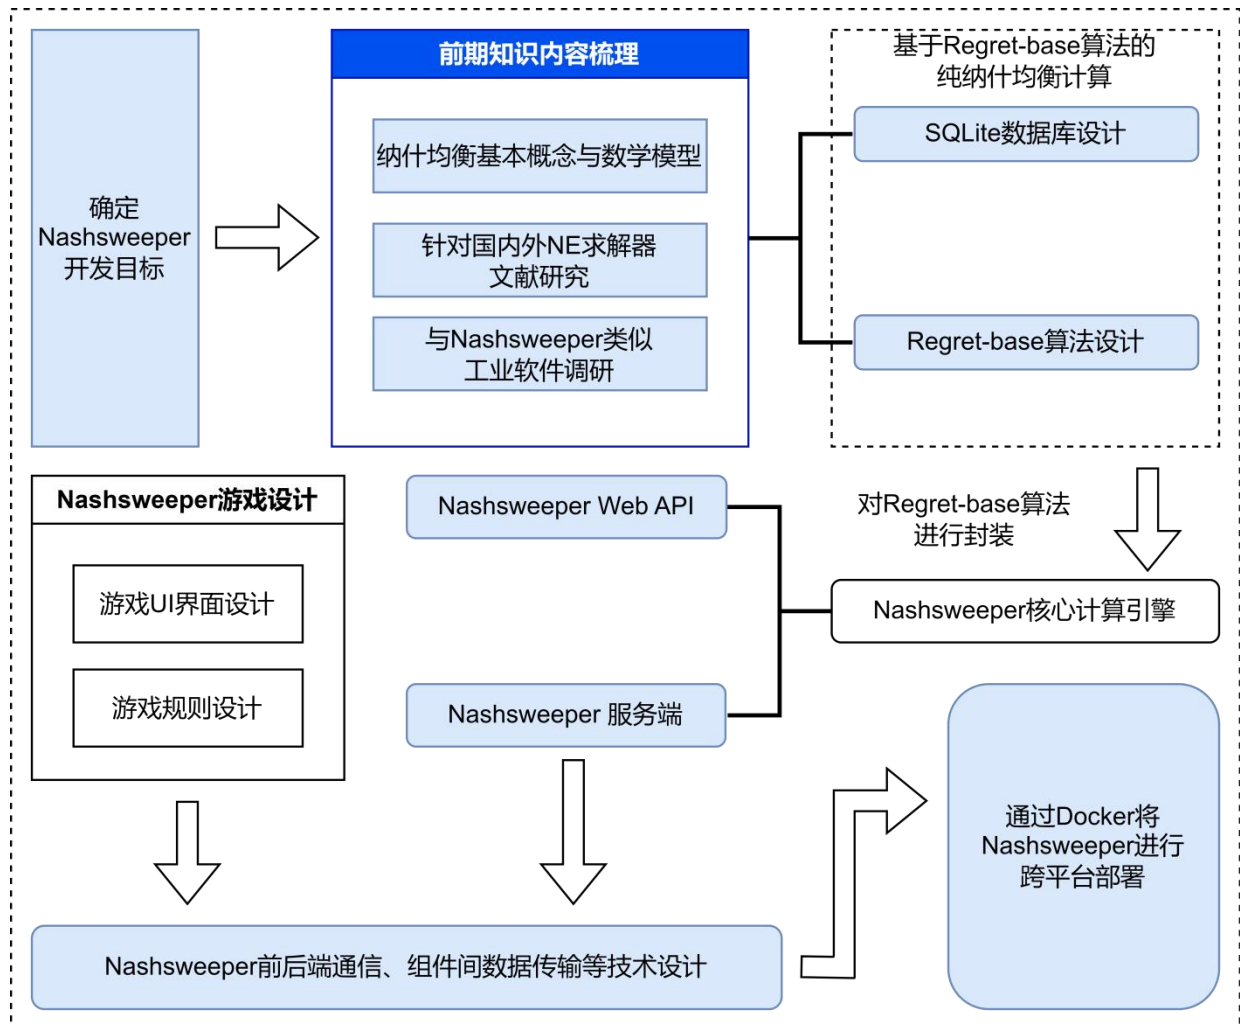 确定
Nashsweeper
开发目标
前期知识内容梳理
纳什均衡基本概念与数学模型
针对国内外NE求解器
文献研究
与Nashsweeper类似
工业软件调研
基于Regret-base算法的
纯纳什均衡计算
SQLite数据库设计
Regret-base算法设计
Nashsweeper游戏设计
游戏UI界面设计
游戏规则设计
Nashsweeper Web API
Nashsweeper 服务端
对Regret-base算法
进行封装
Nashsweeper核心计算引擎
Nashsweeper前后端通信、组件间数据传输等技术设计
通过Docker将
Nashsweeper进行
跨平台部署